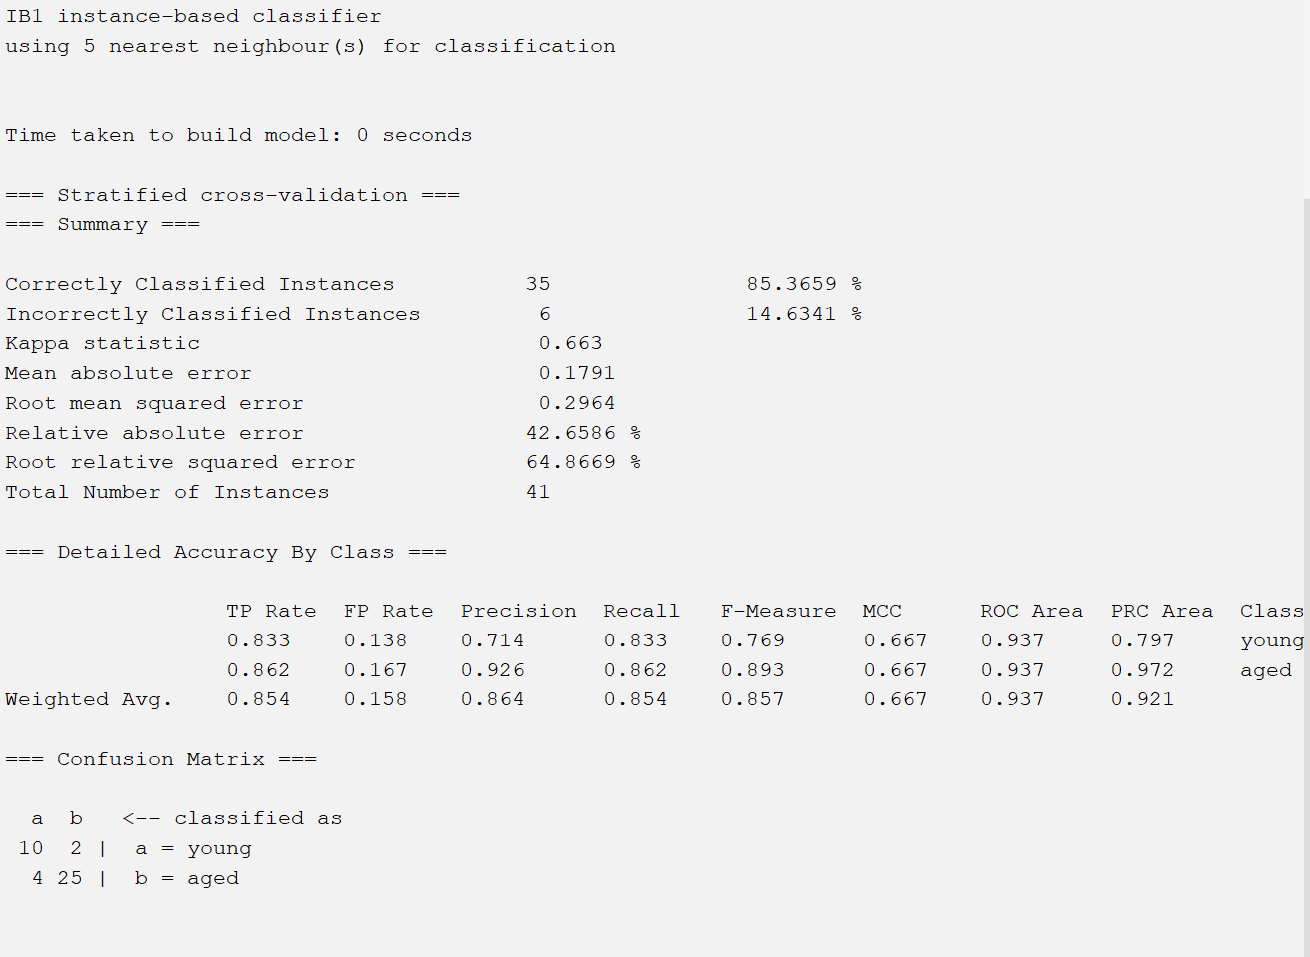 IB1 instance-based classifier
using 5 nearest neighbour(s) for classification
Time taken to build model: 0 seconds
=== Stratified cross-validation ===
=== Summary ===
Correctly Classified Instances          35               85.3659 %
Incorrectly Classified Instances         6               14.6341 %
Kappa statistic                          0.663
Mean absolute error                      0.1791
Root mean squared error                  0.2964
Relative absolute error                 42.6586 %
Root relative squared error             64.8669 %
Total Number of Instances               41
=== Detailed Accuracy By Class ===
                 TP Rate  FP Rate  Precision  Recall   F-Measure  MCC      ROC Area  PRC Area  Class
                 0.833    0.138    0.714      0.833    0.769      0.667    0.937     0.797     young
                 0.862    0.167    0.926      0.862    0.893      0.667    0.937     0.972     aged
Weighted Avg.    0.854    0.158    0.864      0.854    0.857      0.667    0.937     0.921
=== Confusion Matrix ===
  a  b   <-- classified as
 10  2 |  a = young
  4 25 |  b = aged